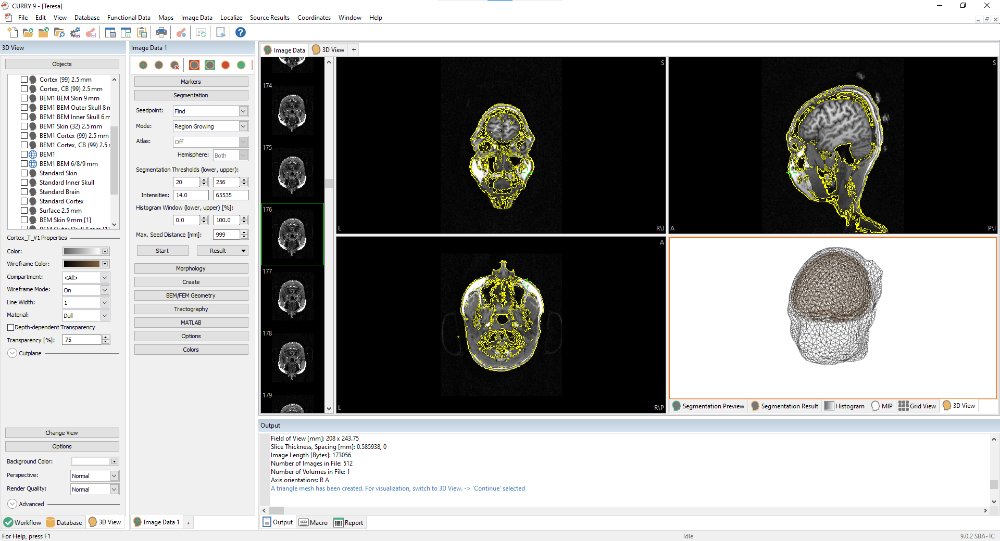 CURRY 9 - [Teresa]
File Edit View Database Functional Data Maps Image Data Localize Source Results Coordinates Window Help
3D View
Objects
Cortex (99) 2.5 mm
Cortex, CB (99) 2.5 mm
BEM1 BEM Skin 9 mm
BEM1 BEM Outer Skull 8 m
BEM1 BEM Inner Skull 6 m
BEM1 Skin (32) 2.5 mm
BEM1 Cortex (99) 2.5 mm
BEM1 Cortex, CB (99) 2.5 m
BEM1
BEM1 BEM 6/8/9 mm
Standard Skin
Standard Inner Skull
Standard Brain
Standard Cortex
Surface 2.5 mm
BEM Skin 9 mm [1]
BEM Outer Skull 8 mm [1]
Cortex_T_V1 Properties
Color:
Wireframe Color:
Compartment: <All>
Wireframe Mode: On
Line Width: 1
Material: Dull
Depth-dependent Transparency
Transparency [%]: 75
Cutplane
Change View
Options
Background Color:
Perspective: Normal
Render Quality: Normal
Advanced
Workflow Database 3D View
Image Data 1
Markers
Segmentation
Seedpoint: Find
Mode: Region Growing
Atlas: Off
Hemisphere: Both
Segmentation Thresholds (lower, upper):
20 256
Intensities: 14.0 65535
Histogram Window (lower, upper) [%]:
0.0 100.0
Max. Seed Distance [mm]: 999
Start Result
Morphology
Create
BEM/FEM Geometry
Tractography
MATLAB
Options
Colors
Image Data 1 +
Image Data 3D View +
174
175
176
177
178
179
S
L R\I
S
A P\I
A
L R\P
Segmentation Preview Segmentation Result Histogram MIP Grid View 3D View
Output
Field of View [mm]: 208 x 243.75
Slice Thickness, Spacing [mm]: 0.585938, 0
Image Length [Bytes]: 173056
Number of Images in File: 512
Number of Volumes in File: 1
Axis orientations: R A
A triangle mesh has been created. For visualization, switch to 3D View. -> 'Continue' selected
Output Macro Report
For Help, press F1 Idle 9.0.2 SBA-TC